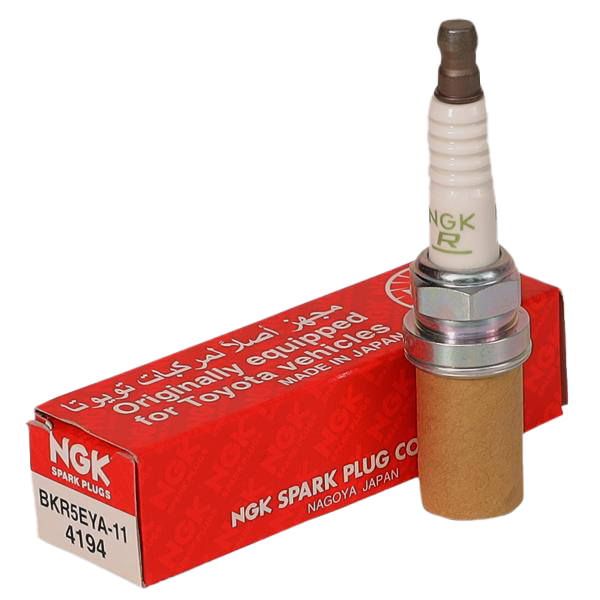 مجهز أصلاً لمركبات تويوتا
Originally equipped
for Toyota vehicles
MADE IN JAPAN
NGK
SPARK PLUGS
BKR5EYA-11
4194
NGK SPARK PLUG CO
NAGOYA JAPAN
NGK
R